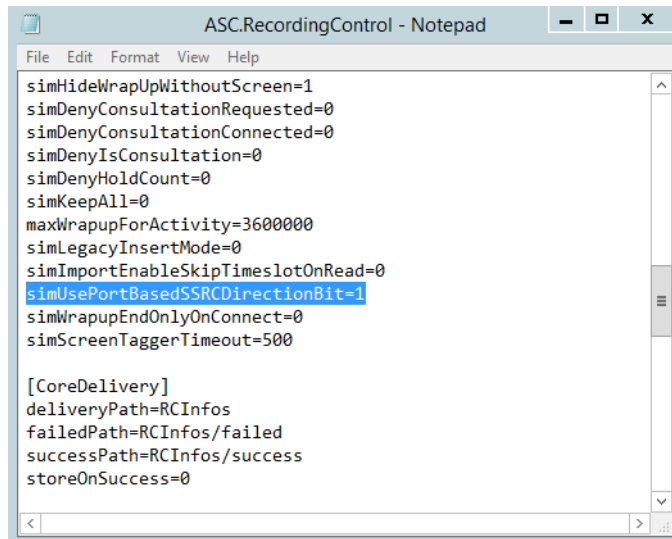 ASC.RecordingControl - Notepad
File Edit Format View Help
simHideWrapUpWithoutScreen=1
simDenyConsultationRequested=0
simDenyConsultationConnected=0
simDenyIsConsultation=0
simDenyHoldCount=0
simKeepAll=0
maxWrapupForActivity=3600000
simLegacyInsertMode=0
simImportEnableSkipTimeslotOnRead=0
simUsePortBasedSSRCDirectionBit=1
simWrapupEndOnlyOnConnect=0
simScreenTaggerTimeout=500
[CoreDelivery]
deliveryPath=RCInfos
failedPath=RCInfos/failed
successPath=RCInfos/success
storeOnSuccess=0